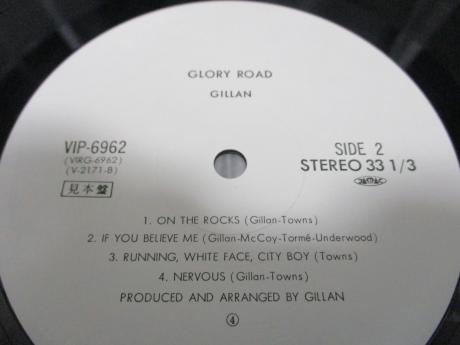 GLORY ROAD
GILLAN
VIP-6962
(VIRG-6962)
(V-2171-B)
見本盤
SIDE 2
STEREO 33 1/3
JASRAC
1. ON THE ROCKS (Gillan-Towns)
2. IF YOU BELIEVE ME (Gillan-McCoy-Tormé-Underwood)
3. RUNNING, WHITE FACE, CITY BOY (Towns)
4. NERVOUS (Gillan-Towns)
PRODUCED AND ARRANGED BY GILLAN
④